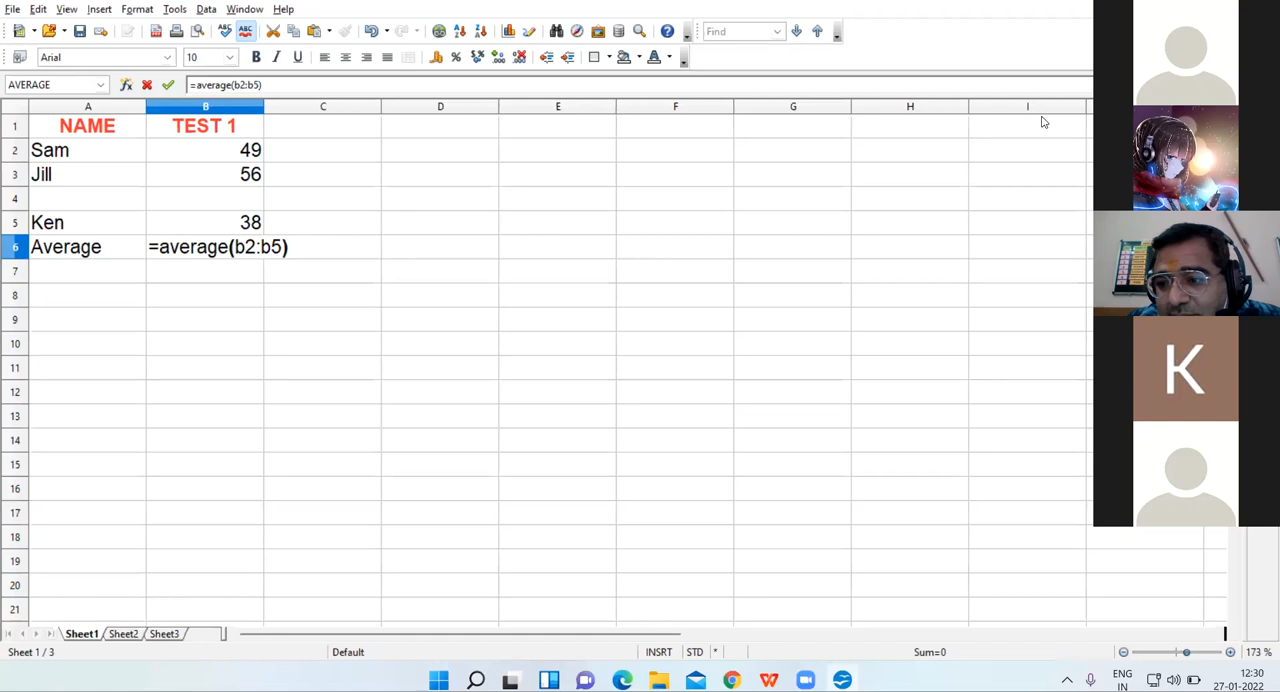 File Edit View Insert Format Tools Data Window Help
Find
Arial 10
AVERAGE =average(b2:b5)
A B C D E F G H I
1 NAME TEST 1
2 Sam 49
3 Jill 56
4
5 Ken 38
6 Average =average(b2:b5)
7
8
9
10
11
12
13
14
15
16
17
18
19
20
21
K
Sheet1 Sheet2 Sheet3
Sheet 1 / 3 Default INSRT STD * Sum=0 173 %
ENG 12:30
IN 27-01-2022